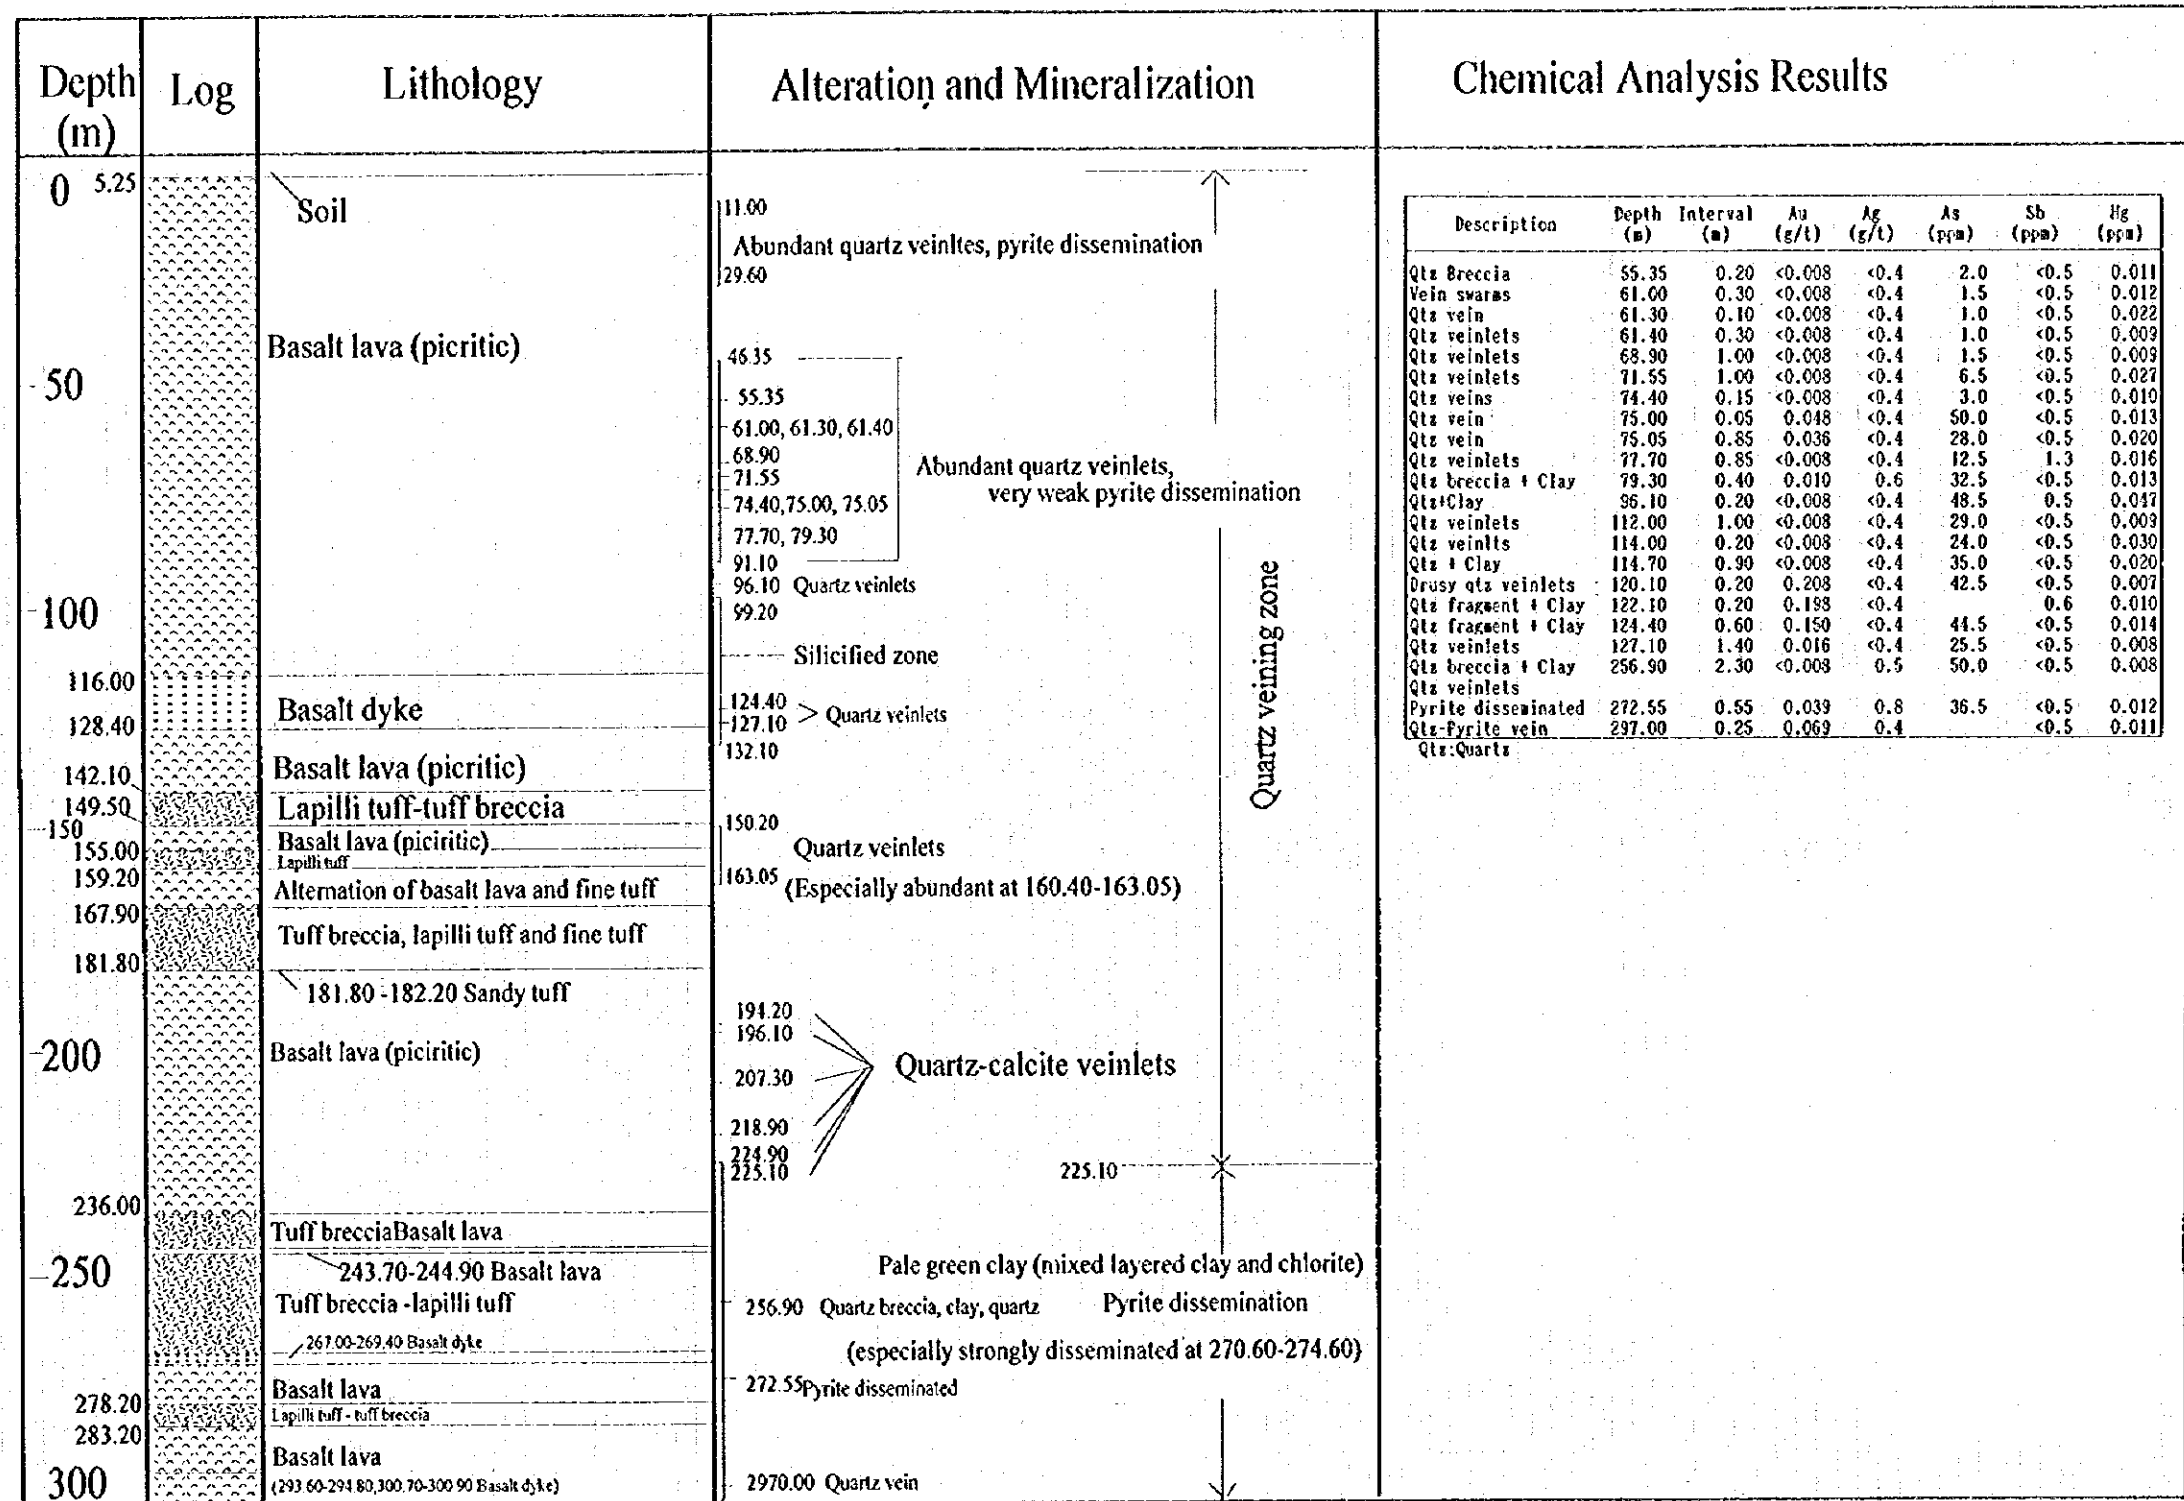 Depth (m)
Log
Lithology
Alteration and Mineralization
Chemical Analysis Results
0
5.25
50
100
116.00
128.40
142.10
149.50
150
155.00
159.20
167.90
181.80
200
236.00
250
278.20
283.20
300
Soil
Basalt lava (picritic)
Basalt dyke
Basalt lava (picritic)
Lapilli tuff-tuff breccia
Basalt lava (piciritic)
Lapilli tuff
Alternation of basalt lava and fine tuff
Tuff breccia, lapilli tuff and fine tuff
181.80 -182.20 Sandy tuff
Basalt lava (piciritic)
Tuff brecciaBasalt lava
243.70-244.90 Basalt lava
Tuff breccia -lapilli tuff
267.00-269.40 Basalt dyke
Basalt lava
Lapilli tuff - tuff breccia
Basalt lava
(293.60-294.80,300.70-300.90 Basalt dyke)
11.00
Abundant quartz veinltes, pyrite dissemination
29.60
46.35
55.35
61.00, 61.30, 61.40
68.90
71.55
74.40,75.00, 75.05
77.70, 79.30
91.10
Abundant quartz veinlets,
very weak pyrite dissemination
96.10 Quartz veinlets
99.20
Silicified zone
124.40
127.10 > Quartz veinlets
132.10
150.20
Quartz veinlets
163.05 (Especially abundant at 160.40-163.05)
194.20
196.10
207.30
218.90
224.90
225.10
Quartz-calcite veinlets
Quartz veining zone
225.10
Pale green clay (mixed layered clay and chlorite)
256.90 Quartz breccia, clay, quartz Pyrite dissemination
(especially strongly disseminated at 270.60-274.60)
272.55Pyrite disseminated
2970.00 Quartz vein
Description Depth (m) Interval (m) Au (g/t) Ag (g/t) As (ppm) Sb (ppm) Hg (ppm)
Qtz Breccia 55.35 0.20 <0.008 <0.4 2.0 <0.5 0.011
Vein swarms 61.00 0.30 <0.008 <0.4 1.5 <0.5 0.012
Qtz vein 61.30 0.10 <0.008 <0.4 1.0 <0.5 0.022
Qtz veinlets 61.40 0.30 <0.008 <0.4 1.0 <0.5 0.009
Qtz veinlets 68.90 1.00 <0.008 <0.4 1.5 <0.5 0.009
Qtz veinlets 71.55 1.00 <0.008 <0.4 6.5 <0.5 0.027
Qtz veins 74.40 0.15 <0.008 <0.4 3.0 <0.5 0.010
Qtz vein 75.00 0.05 0.048 <0.4 50.0 <0.5 0.013
Qtz vein 75.05 0.85 0.036 <0.4 28.0 <0.5 0.020
Qtz veinlets 77.70 0.85 <0.008 <0.4 12.5 1.3 0.016
Qtz breccia + Clay 79.30 0.40 0.010 0.6 32.5 <0.5 0.013
Qtz+Clay 96.10 0.20 <0.008 <0.4 48.5 0.5 0.047
Qtz veinlets 112.00 1.00 <0.008 <0.4 29.0 <0.5 0.009
Qtz veinlts 114.00 0.20 <0.008 <0.4 24.0 <0.5 0.030
Qtz + Clay 114.70 0.90 <0.008 <0.4 35.0 <0.5 0.020
Drusy qtz veinlets 120.10 0.20 0.208 <0.4 42.5 <0.5 0.007
Qtz fragment + Clay 122.10 0.20 0.198 <0.4 0.6 0.010
Qtz fragment + Clay 124.40 0.60 0.150 <0.4 44.5 <0.5 0.014
Qtz veinlets 127.10 1.40 0.016 <0.4 25.5 <0.5 0.008
Qtz breccia + Clay 256.90 2.30 <0.008 0.5 50.0 <0.5 0.008
Qtz veinlets
Pyrite disseminated 272.55 0.55 0.039 0.8 36.5 <0.5 0.012
Qtz-Pyrite vein 297.00 0.25 0.069 0.4 <0.5 0.011
Qtz:Quartz